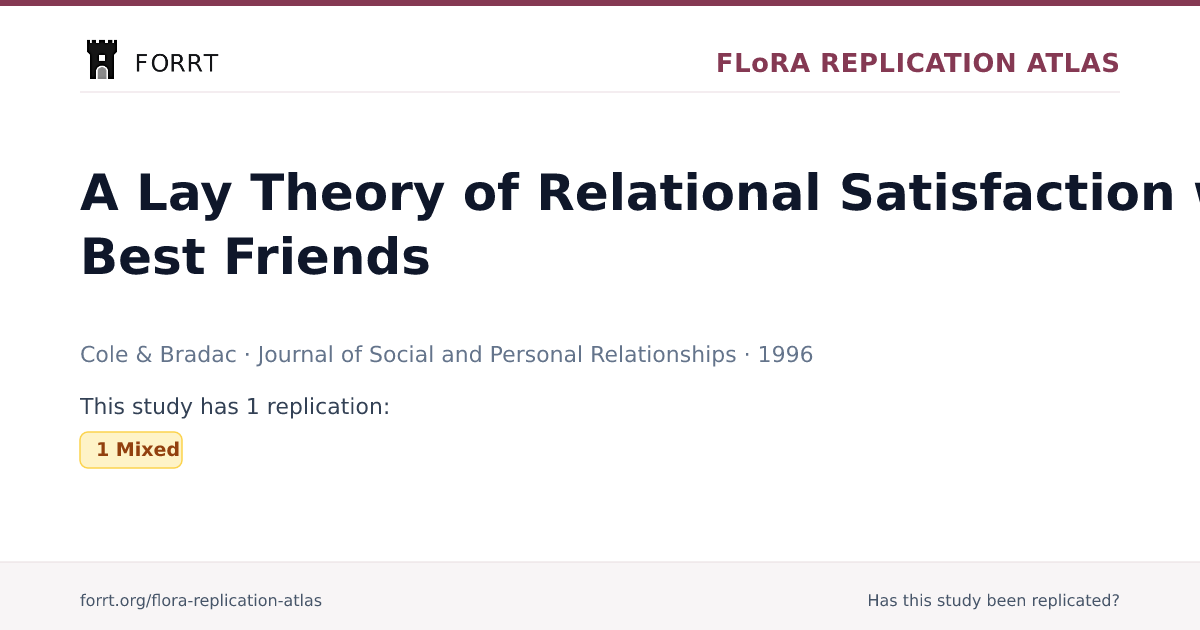 FORRT
FLoRA REPLICATION ATLAS
A Lay Theory of Relational Satisfaction
Best Friends
Cole & Bradac · Journal of Social and Personal Relationships · 1996
This study has 1 replication:
1 Mixed
forrt.org/flora-replication-atlas
Has this study been replicated?